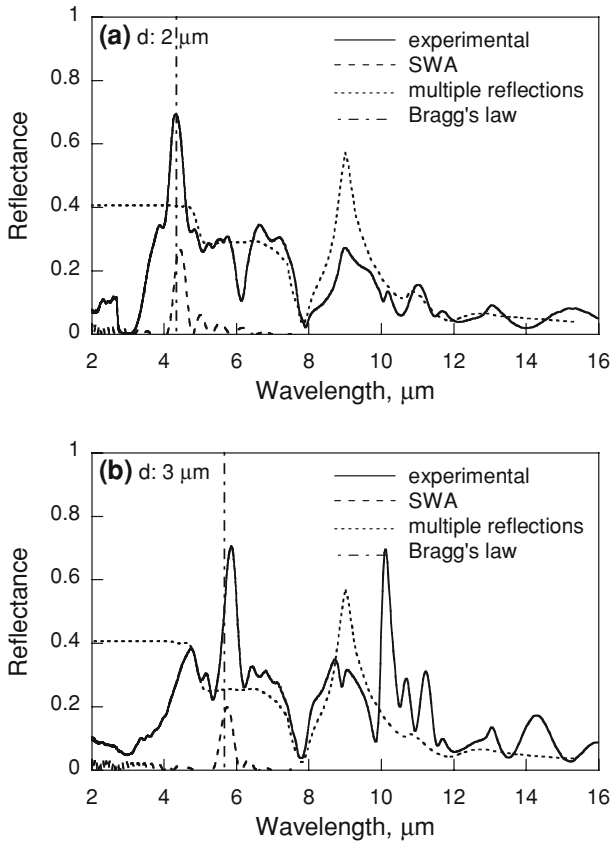 (a) d: 2 μm
experimental
SWA
multiple reflections
Bragg's law
Reflectance
1
0.8
0.6
0.4
0.2
0
2 4 6 8 10 12 14 16
Wavelength, μm
(b) d: 3 μm
experimental
SWA
multiple reflections
Bragg's law
Reflectance
1
0.8
0.6
0.4
0.2
0
2 4 6 8 10 12 14 16
Wavelength, μm